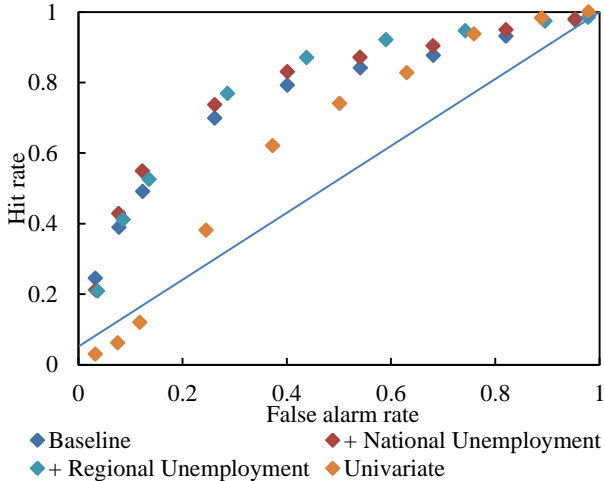 1
0.8
0.6
0.4
0.2
0
Hit rate
0 0.2 0.4 0.6 0.8 1
False alarm rate
Baseline + National Unemployment
+ Regional Unemployment Univariate